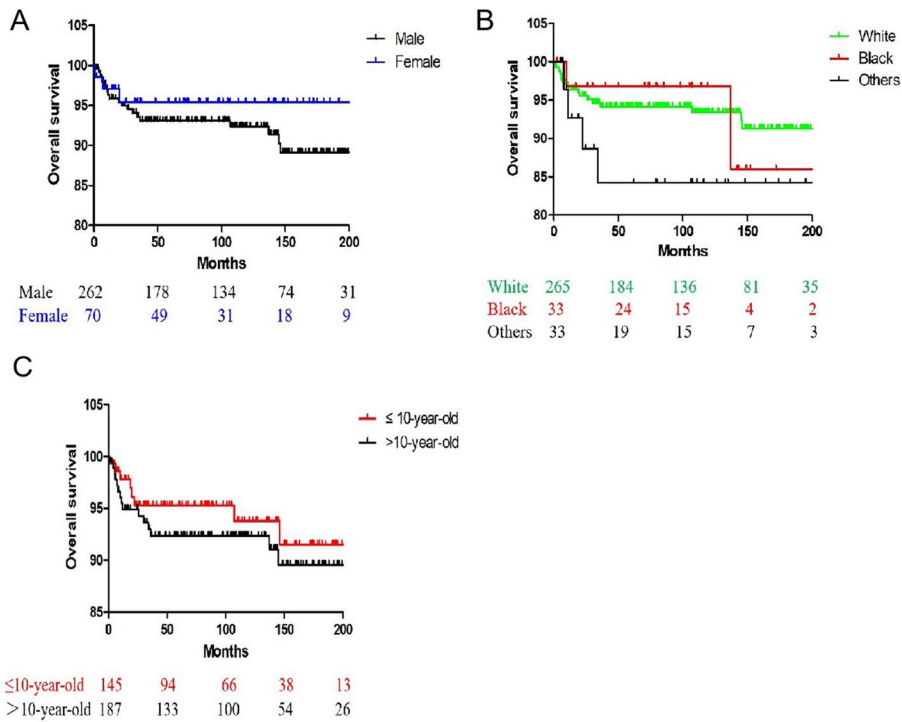 A
Male
Female
105
100
95
90
85
80
Overall survival
0 50 100 150 200
Months
Male 262 178 134 74 31
Female 70 49 31 18 9
B
White
Black
Others
105
100
95
90
85
80
Overall survival
0 50 100 150 200
Months
White 265 184 136 81 35
Black 33 24 15 4 2
Others 33 19 15 7 3
C
≤ 10-year-old
>10-year-old
105
100
95
90
85
Overall survival
0 50 100 150 200
Months
≤10-year-old 145 94 66 38 13
>10-year-old 187 133 100 54 26